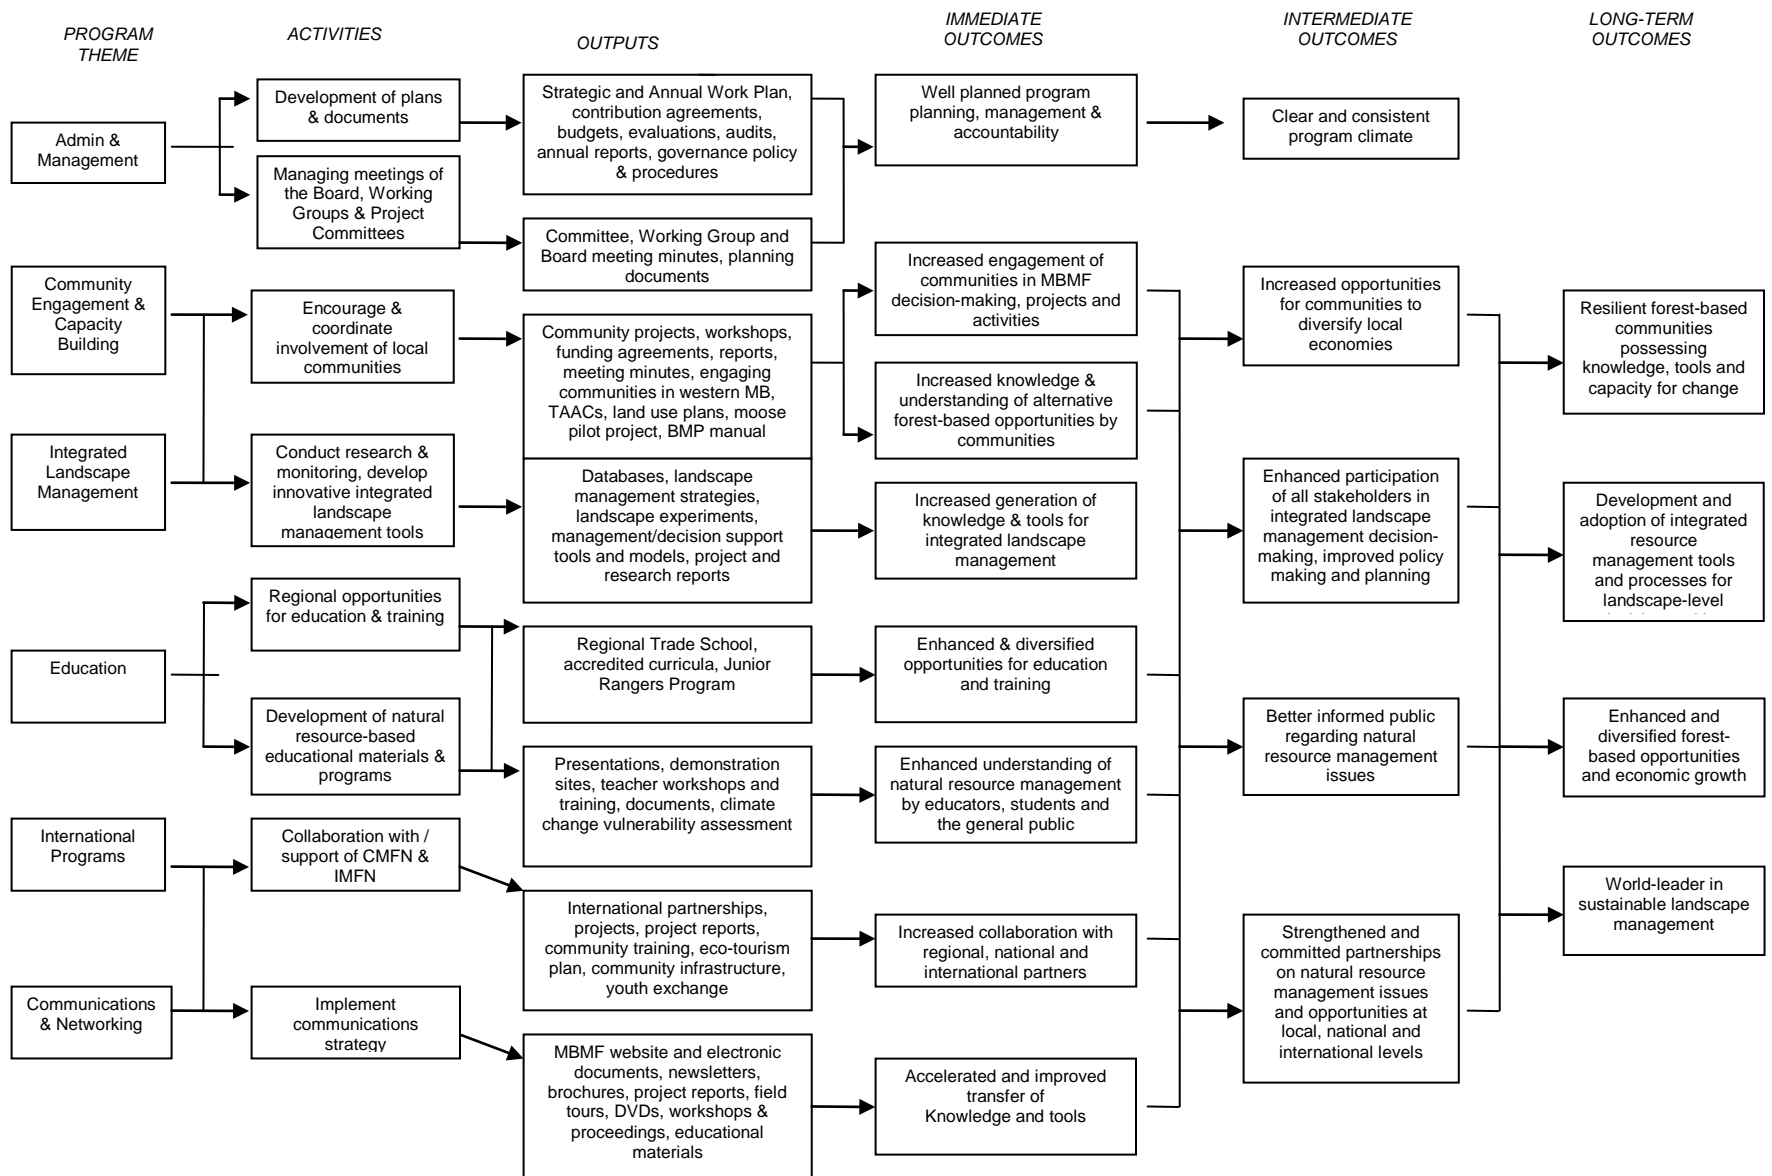 PROGRAM
THEME
ACTIVITIES
OUTPUTS
IMMEDIATE
OUTCOMES
INTERMEDIATE
OUTCOMES
LONG-TERM
OUTCOMES
Admin &
Management
Community
Engagement &
Capacity
Building
Integrated
Landscape
Management
Education
International
Programs
Communications
& Networking
Development of plans
& documents
Managing meetings of
the Board, Working
Groups & Project
Committees
Encourage &
coordinate
involvement of local
communities
Conduct research &
monitoring, develop
innovative integrated
landscape
management tools
Regional opportunities
for education & training
Development of natural
resource-based
educational materials &
programs
Collaboration with /
support of CMFN &
IMFN
Implement
communications
strategy
Strategic and Annual Work Plan,
contribution agreements,
budgets, evaluations, audits,
annual reports, governance policy
& procedures
Committee, Working Group and
Board meeting minutes, planning
documents
Community projects, workshops,
funding agreements, reports,
meeting minutes, engaging
communities in western MB,
TAACs, land use plans, moose
pilot project, BMP manual
Databases, landscape
management strategies,
landscape experiments,
management/decision support
tools and models, project and
research reports
Regional Trade School,
accredited curricula, Junior
Rangers Program
Presentations, demonstration
sites, teacher workshops and
training, documents, climate
change vulnerability assessment
International partnerships,
projects, project reports,
community training, eco-tourism
plan, community infrastructure,
youth exchange
MBMF website and electronic
documents, newsletters,
brochures, project reports, field
tours, DVDs, workshops &
proceedings, educational
materials
Well planned program
planning, management &
accountability
Increased engagement of
communities in MBMF
decision-making, projects and
activities
Increased knowledge &
understanding of alternative
forest-based opportunities by
communities
Increased generation of
knowledge & tools for
integrated landscape
management
Enhanced & diversified
opportunities for education
and training
Enhanced understanding of
natural resource management
by educators, students and
the general public
Increased collaboration with
regional, national and
international partners
Accelerated and improved
transfer of
Knowledge and tools
Clear and consistent
program climate
Increased opportunities
for communities to
diversify local
economies
Enhanced participation
of all stakeholders in
integrated landscape
management decision-
making, improved policy
making and planning
Better informed public
regarding natural
resource management
issues
Strengthened and
committed partnerships
on natural resource
management issues
and opportunities at
local, national and
international levels
Resilient forest-based
communities
possessing
knowledge, tools and
capacity for change
Development and
adoption of integrated
resource
management tools
and processes for
landscape-level
Enhanced and
diversified forest-
based opportunities
and economic growth
World-leader in
sustainable landscape
management